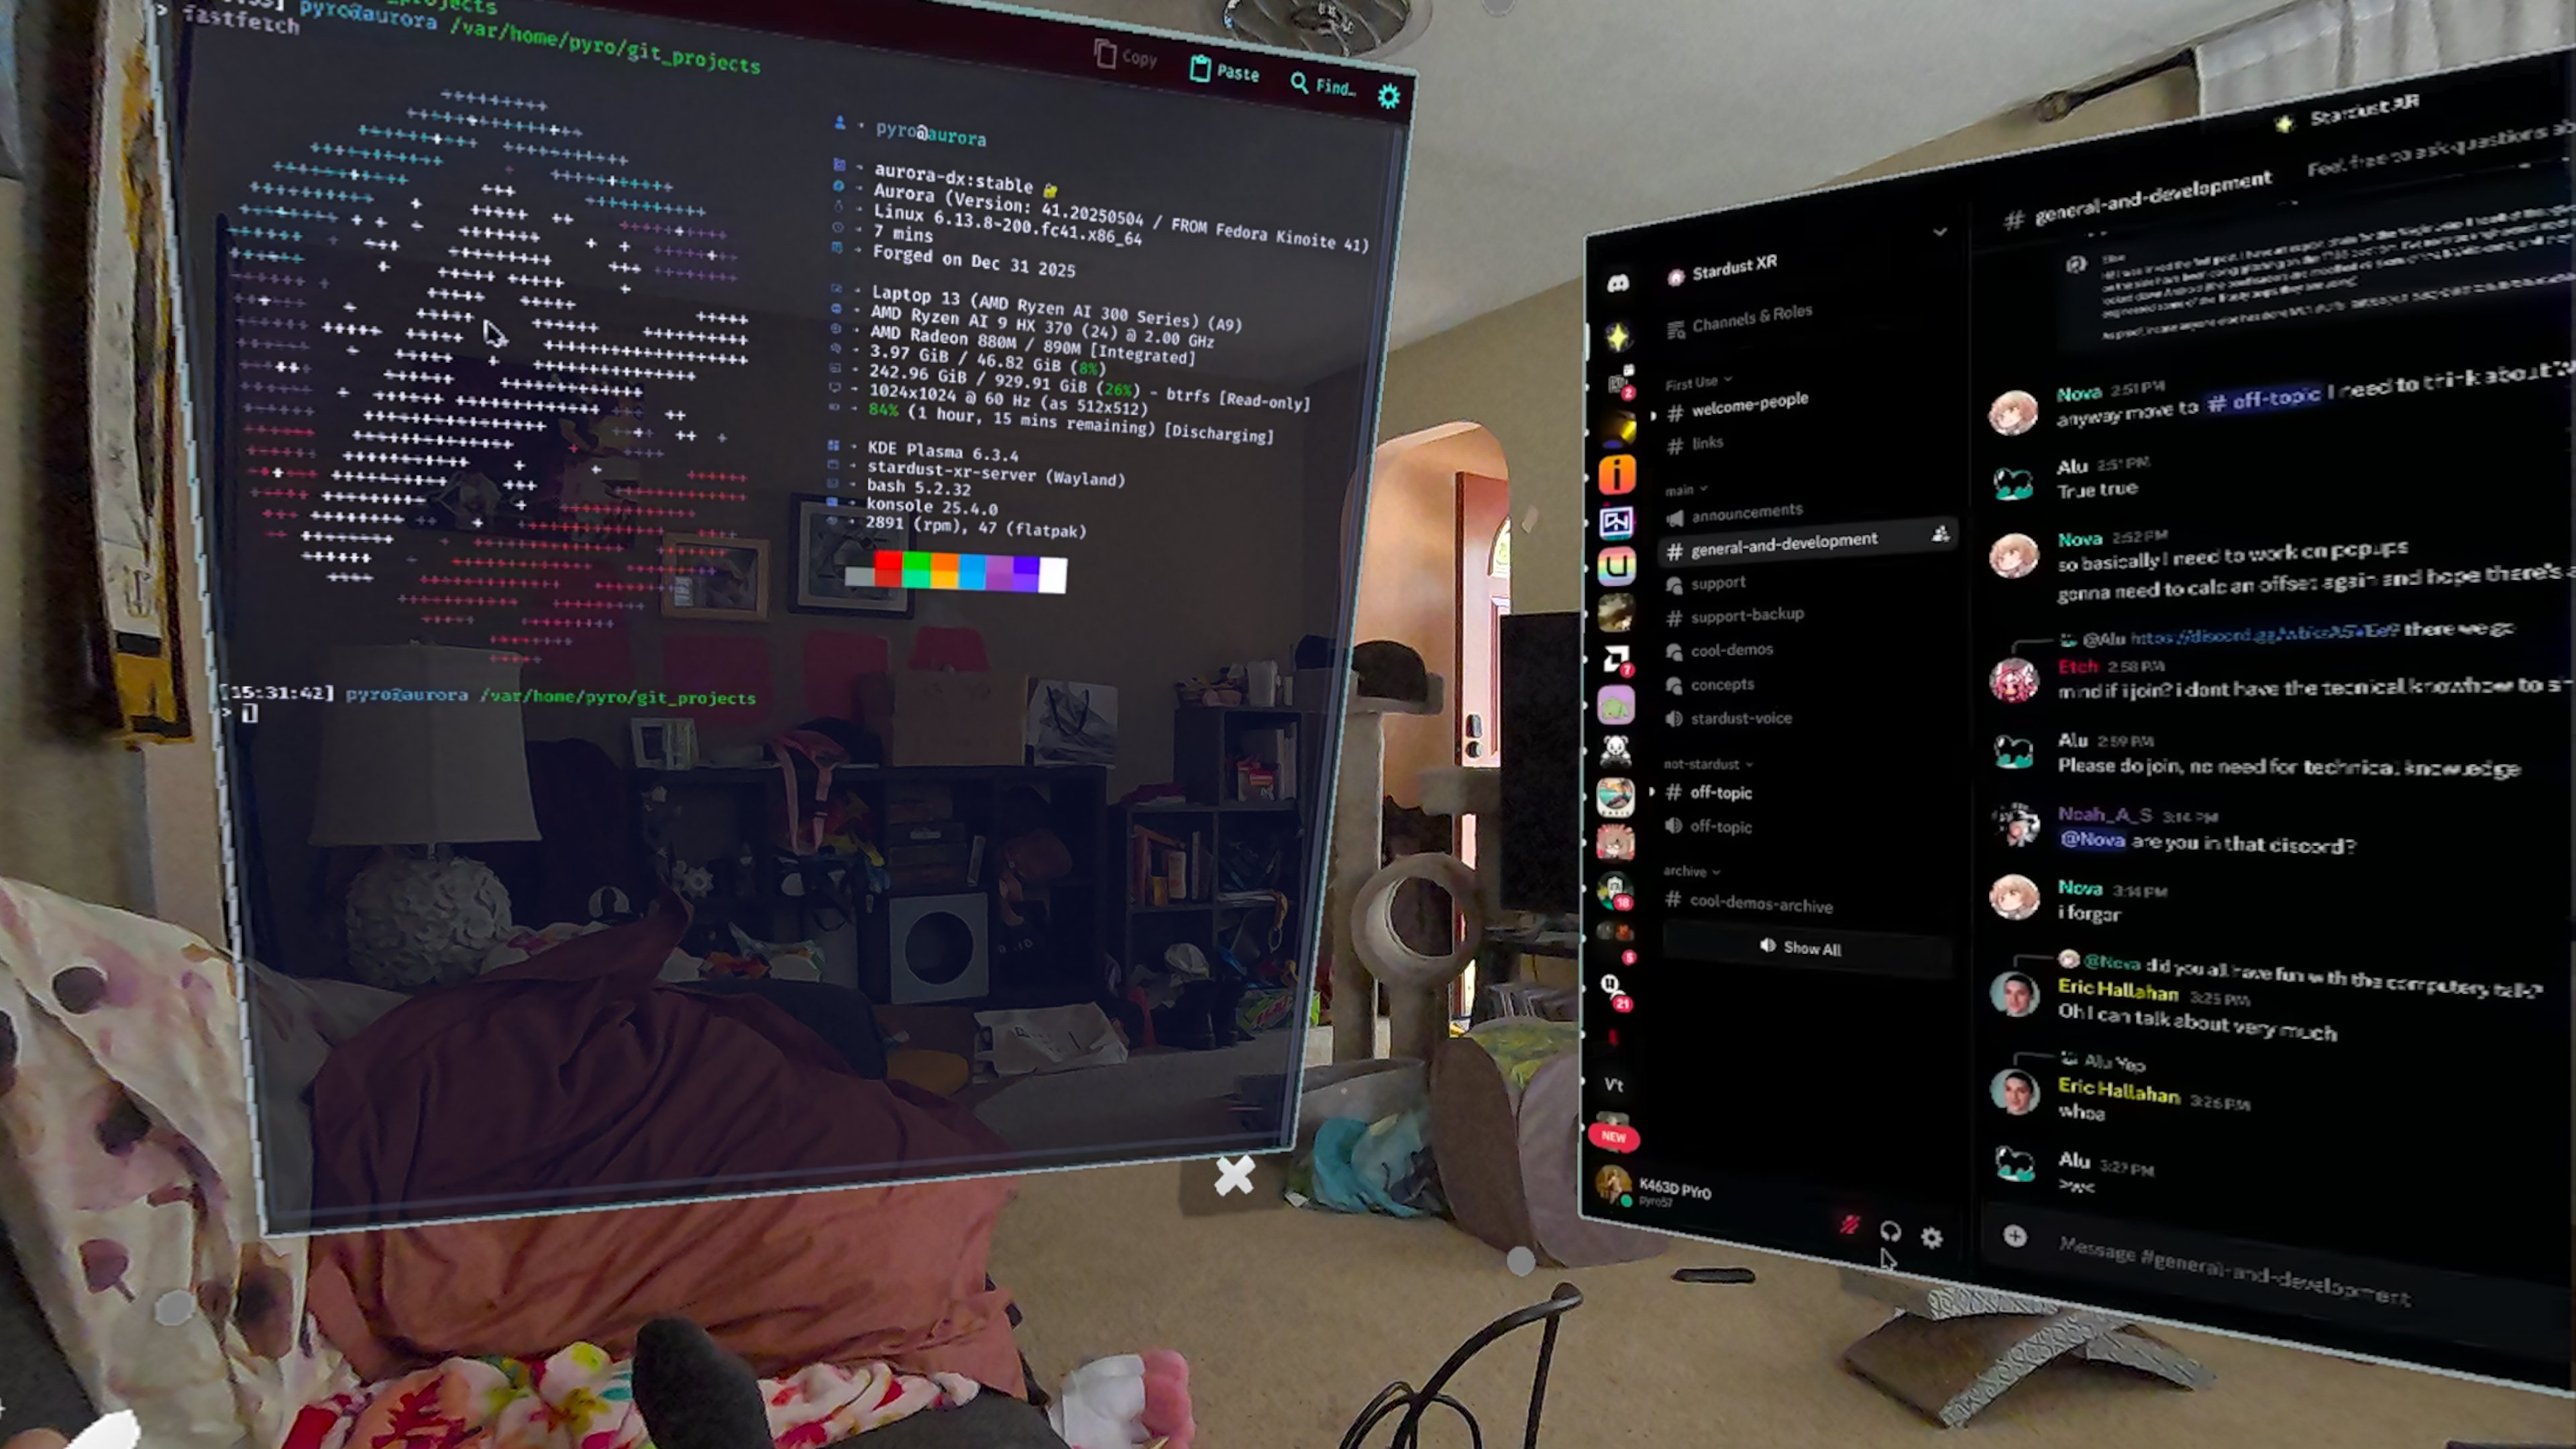 pyro@aurora /var/home/pyro/git_projects
> fastfetch
Copy
Paste
Find…
pyro@aurora
aurora-dx:stable
Aurora (Version: 41.20250504 / FROM Fedora Kinoite 41)
Linux 6.13.8-200.fc41.x86_64
7 mins
Forged on Dec 31 2025
Laptop 13 (AMD Ryzen AI 300 Series) (A9)
AMD Ryzen AI 9 HX 370 (24) @ 2.00 GHz
AMD Radeon 880M / 890M [Integrated]
3.97 GiB / 46.82 GiB (8%)
242.96 GiB / 929.91 GiB (26%) - btrfs [Read-only]
1024x1024 @ 60 Hz (as 512x512)
84% (1 hour, 15 mins remaining) [Discharging]
KDE Plasma 6.3.4
stardust-xr-server (Wayland)
bash 5.2.32
konsole 25.4.0
2891 (rpm), 47 (flatpak)
[15:31:42] pyro@aurora /var/home/pyro/git_projects
>
Stardust XR
Stardust XR
Channels & Roles
First Use
# welcome-people
# links
main
announcements
# general-and-development
support
# support-backup
cool-demos
concepts
stardust-voice
not-stardust
# off-topic
off-topic
archive
# cool-demos-archive
Show All
2
7
18
5
21
V't
NEW
K463D PYrO
pyro57
# general-and-development
Feel free to ask questions
Nova 2:51 PM
anyway move to # off-topic I need to think about
Alu 2:51 PM
True true
Nova 2:52 PM
so basically I need to work on popups
gonna need to calc an offset again and hope there's
@Alu there we go
Etch 2:58 PM
mind if i join? i dont have the tecnical knowhow to
Alu 2:59 PM
Please do join, no need for technical knowledge
Noah_A_S 3:14 PM
@Nova are you in that discord?
Nova 3:14 PM
i forgor
@Nova did you all have fun with the computery talk?
Eric Hallahan 3:25 PM
Oh I can talk about very much
Alu Yep
Eric Hallahan 3:26 PM
whoa
Alu 3:27 PM
Message #general-and-development